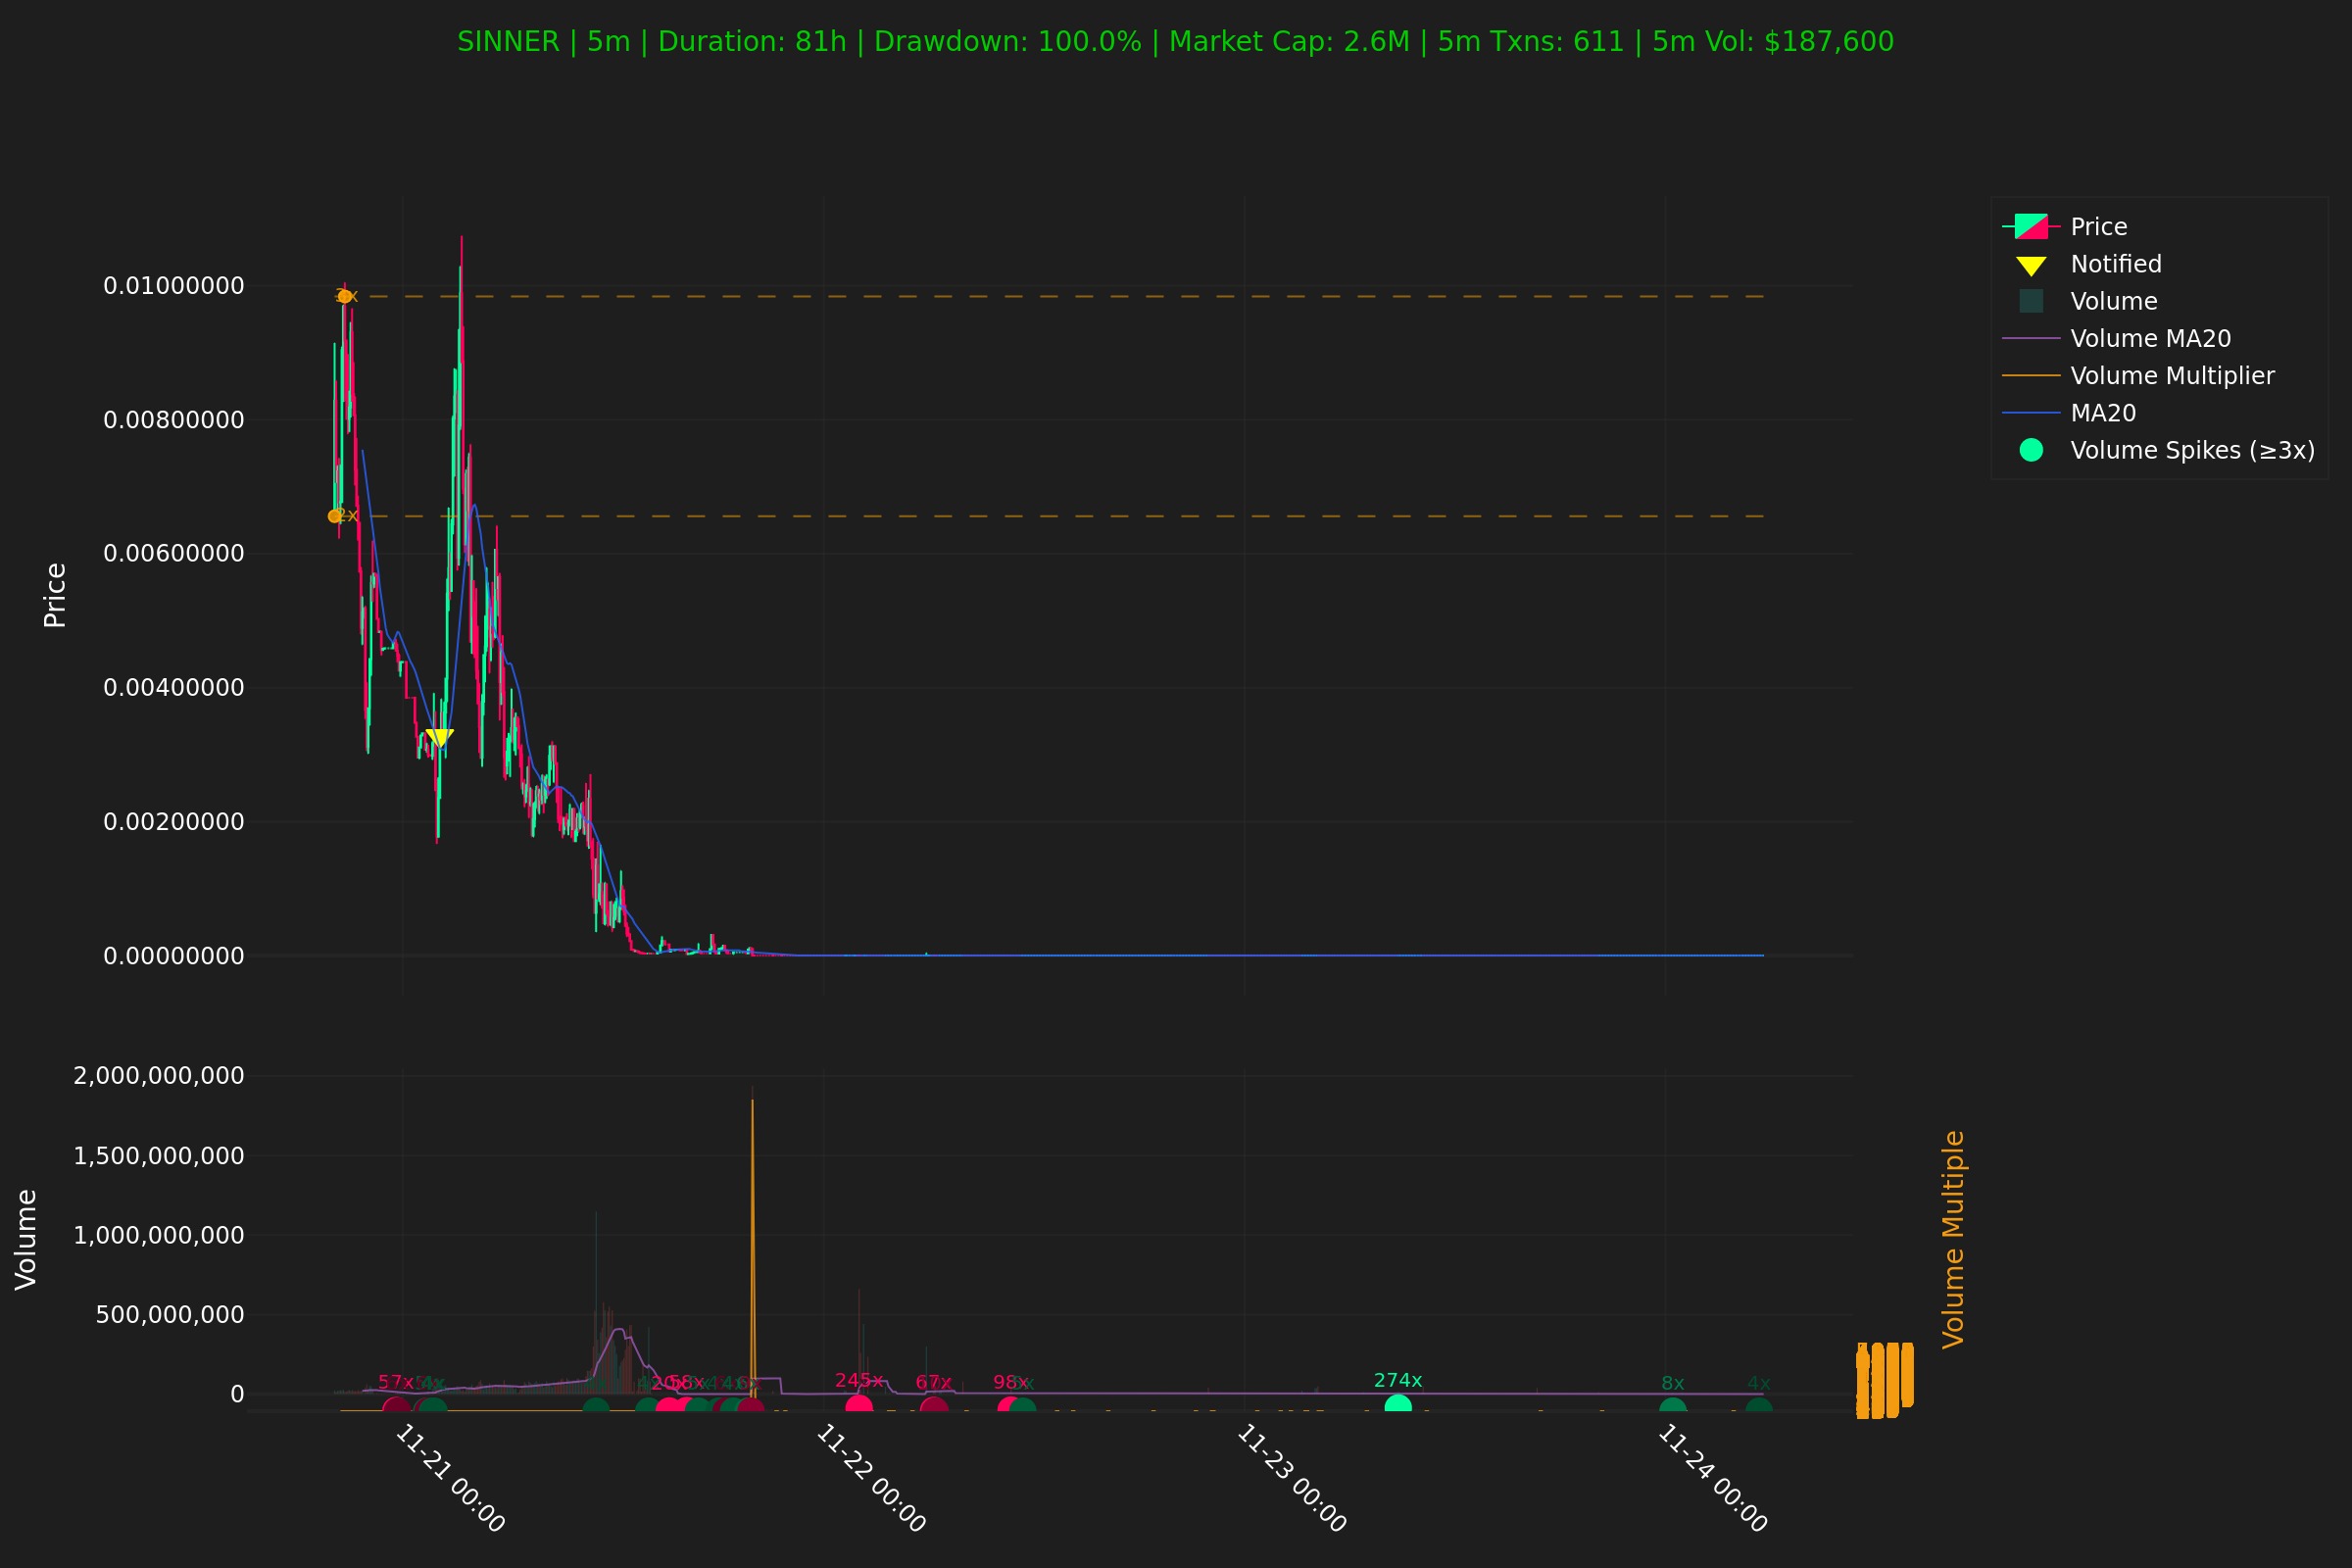 SINNER | 5m | Duration: 81h | Drawdown: 100.0% | Market Cap: 2.6M | 5m Txns: 611 | 5m Vol: $187,600
Price
Notified
Volume
Volume MA20
Volume Multiplier
MA20
Volume Spikes (≥3x)
Price
0.01000000
0.00800000
0.00600000
0.00400000
0.00200000
0.00000000
3x
2x
Volume
2,000,000,000
1,500,000,000
1,000,000,000
500,000,000
0
57x
4x
58x
6x
245x
67x
98x
274x
8x
4x
Volume Multiple
11-21 00:00
11-22 00:00
11-23 00:00
11-24 00:00